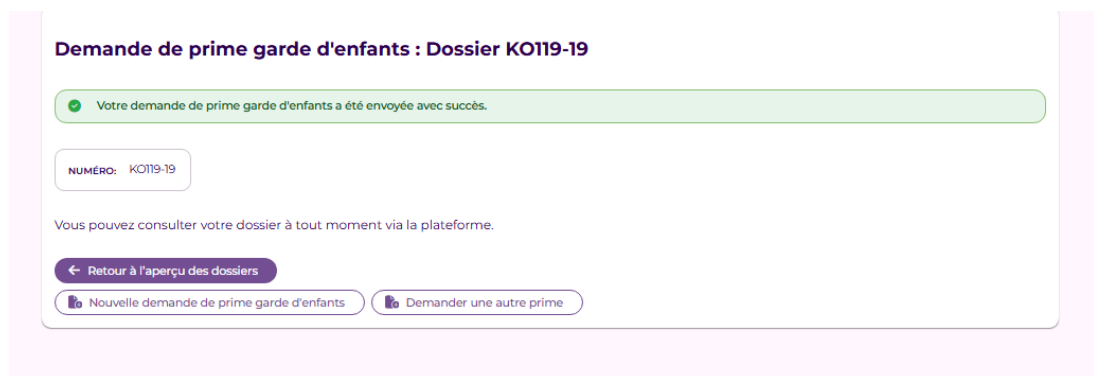 Demande de prime garde d'enfants : Dossier KO119-19
Votre demande de prime garde d'enfants a été envoyée avec succès.
NUMÉRO: KO119-19
Vous pouvez consulter votre dossier à tout moment via la plateforme.
Retour à l'aperçu des dossiers
Nouvelle demande de prime garde d'enfants Demander une autre prime